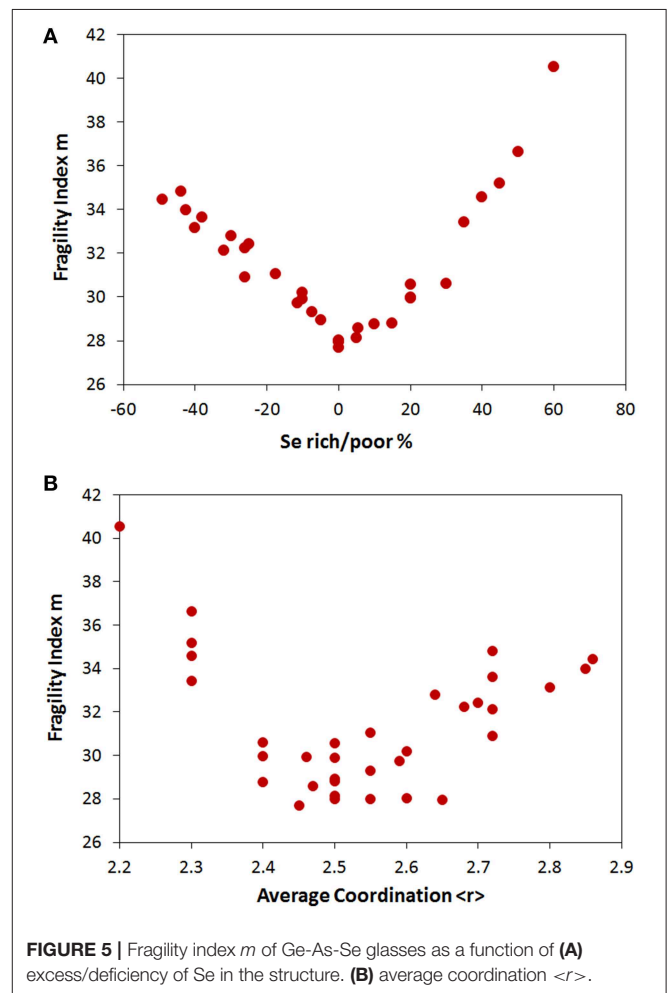 A
42
40
38
36
34
32
30
28
26
Fragility Index m
-60 -40 -20 0 20 40 60 80
Se rich/poor %
B
42
40
38
36
34
32
30
28
26
Fragility Index m
2.2 2.3 2.4 2.5 2.6 2.7 2.8 2.9
Average Coordination <r>
FIGURE 5 | Fragility index m of Ge-As-Se glasses as a function of (A)
excess/deficiency of Se in the structure. (B) average coordination <r>.